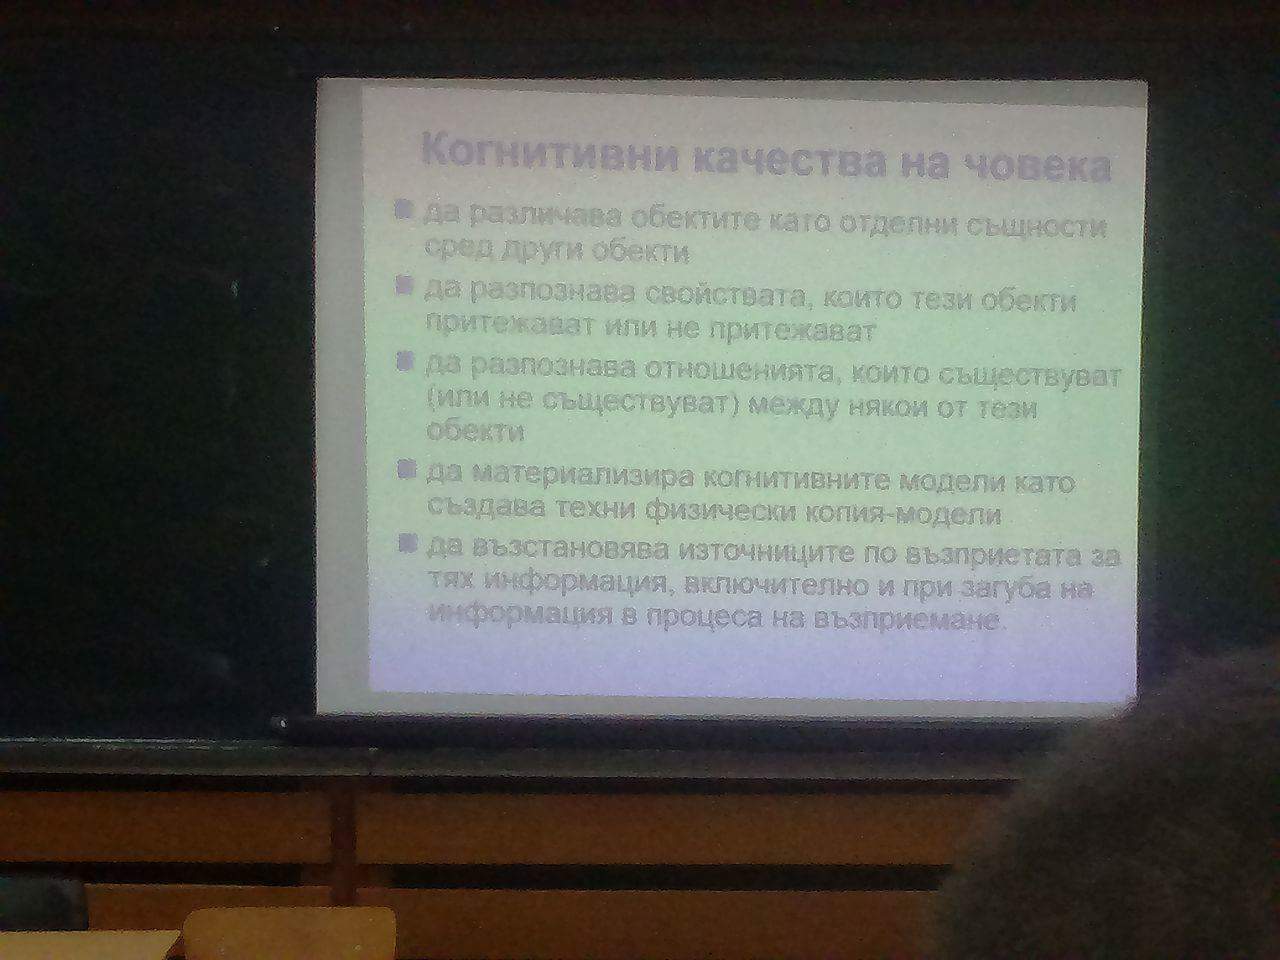 Когнитивни качества на човека
да различава обектите като отделни същности
сред други обекти
да разпознава свойствата, които тези обекти
притежават или не притежават
да разпознава отношенията, които съществуват
(или не съществуват) между някои от тези
обекти
да материализира когнитивните модели като
създава техни физически копия-модели
да възстановява източниците по възприетата за
тях информация, включително и при загуба на
информация в процеса на възприемане.